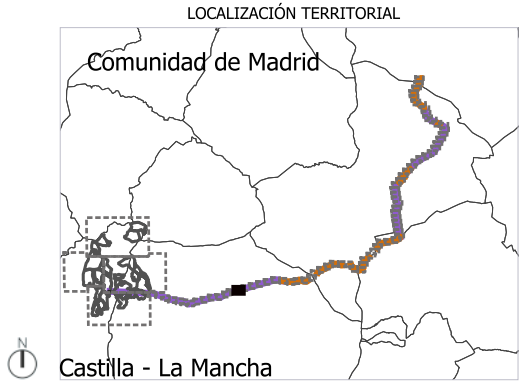 LOCALIZACIÓN TERRITORIAL
Comunidad de Madrid
N
Castilla - La Mancha